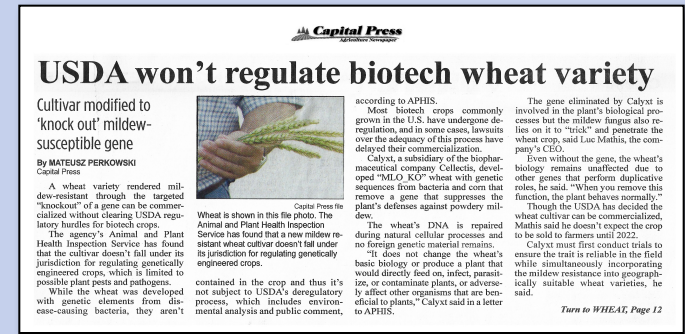 Capital Press
Agriculture Newspaper
USDA won't regulate biotech wheat variety
Cultivar modified to
'knock out' mildew-
susceptible gene
By MATEUSZ PERKOWSKI
Capital Press
A wheat variety rendered mil-
dew-resistant through the targeted
"knockout" of a gene can be commer-
cialized without clearing USDA regu-
latory hurdles for biotech crops.
The agency's Animal and Plant
Health Inspection Service has found
that the cultivar doesn't fall under its
jurisdiction for regulating genetically
engineered crops, which is limited to
possible plant pests and pathogens.
While the wheat was developed
with genetic elements from dis-
ease-causing bacteria, they aren't
Capital Press file
Wheat is shown in this file photo. The
Animal and Plant Health Inspection
Service has found that a new mildew re-
sistant wheat cultivar doesn't fall under
its jurisdiction for regulating genetically
engineered crops.
contained in the crop and thus it's
not subject to USDA's deregulatory
process, which includes environ-
mental analysis and public comment,
according to APHIS.
Most biotech crops commonly
grown in the U.S. have undergone de-
regulation, and in some cases, lawsuits
over the adequacy of this process have
delayed their commercialization.
Calyxt, a subsidiary of the biophar-
maceutical company Cellectis, devel-
oped "MLO_KO" wheat with genetic
sequences from bacteria and corn that
remove a gene that suppresses the
plant's defenses against powdery mil-
dew.
The wheat's DNA is repaired
during natural cellular processes and
no foreign genetic material remains.
"It does not change the wheat's
basic biology or produce a plant that
would directly feed on, infect, parasit-
ize, or contaminate plants, or adverse-
ly affect other organisms that are ben-
eficial to plants," Calyxt said in a letter
to APHIS.
The gene eliminated by Calyxt is
involved in the plant's biological pro-
cesses but the mildew fungus also re-
lies on it to "trick" and penetrate the
wheat crop, said Luc Mathis, the com-
pany's CEO.
Even without the gene, the wheat's
biology remains unaffected due to
other genes that perform duplicative
roles, he said. "When you remove this
function, the plant behaves normally."
Though the USDA has decided the
wheat cultivar can be commercialized,
Mathis said he doesn't expect the crop
to be sold to farmers until 2022.
Calyxt must first conduct trials to
ensure the trait is reliable in the field
while simultaneously incorporating
the mildew resistance into geograph-
ically suitable wheat varieties, he
said.
Turn to WHEAT, Page 12